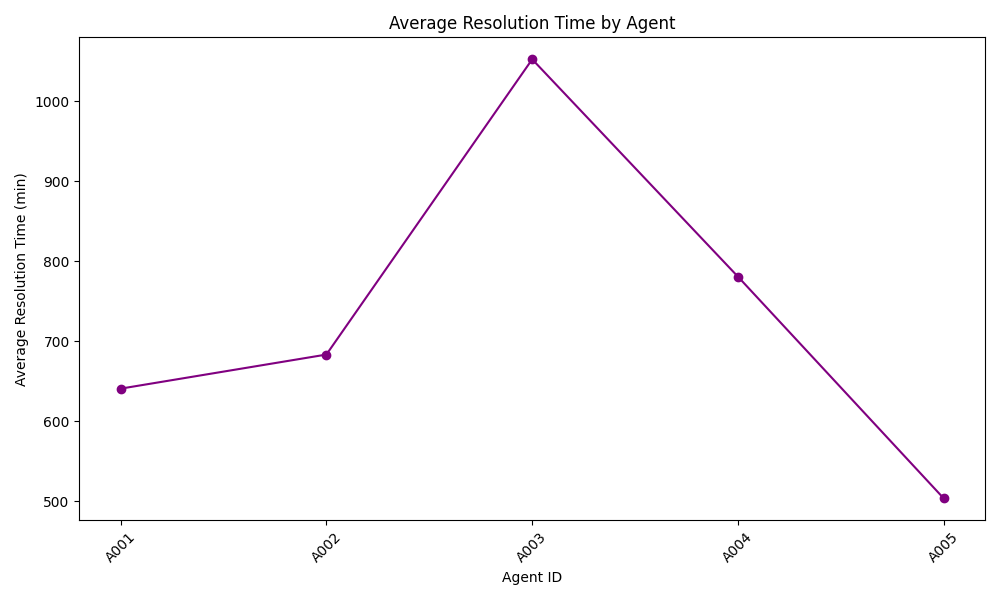 Average Resolution Time by Agent
Average Resolution Time (min)
1000
900
800
700
600
500
A001
A002
A003
A004
A005
Agent ID